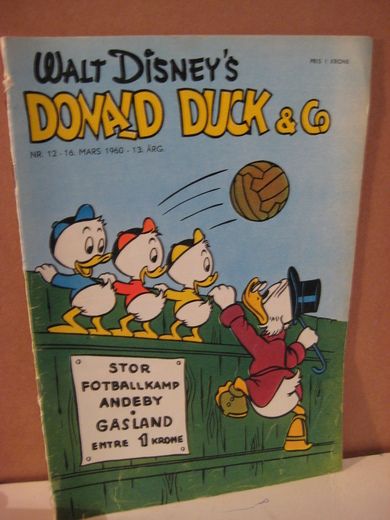 WALT DISNEY'S
PRIS 1 KRONE
DONALD DUCK & Co
NR. 12 - 16. MARS 1960 - 13. ÅRG.
STOR
FOTBALLKAMP
ANDEBY
•
GÅSLAND
ENTRE 1 KRONE